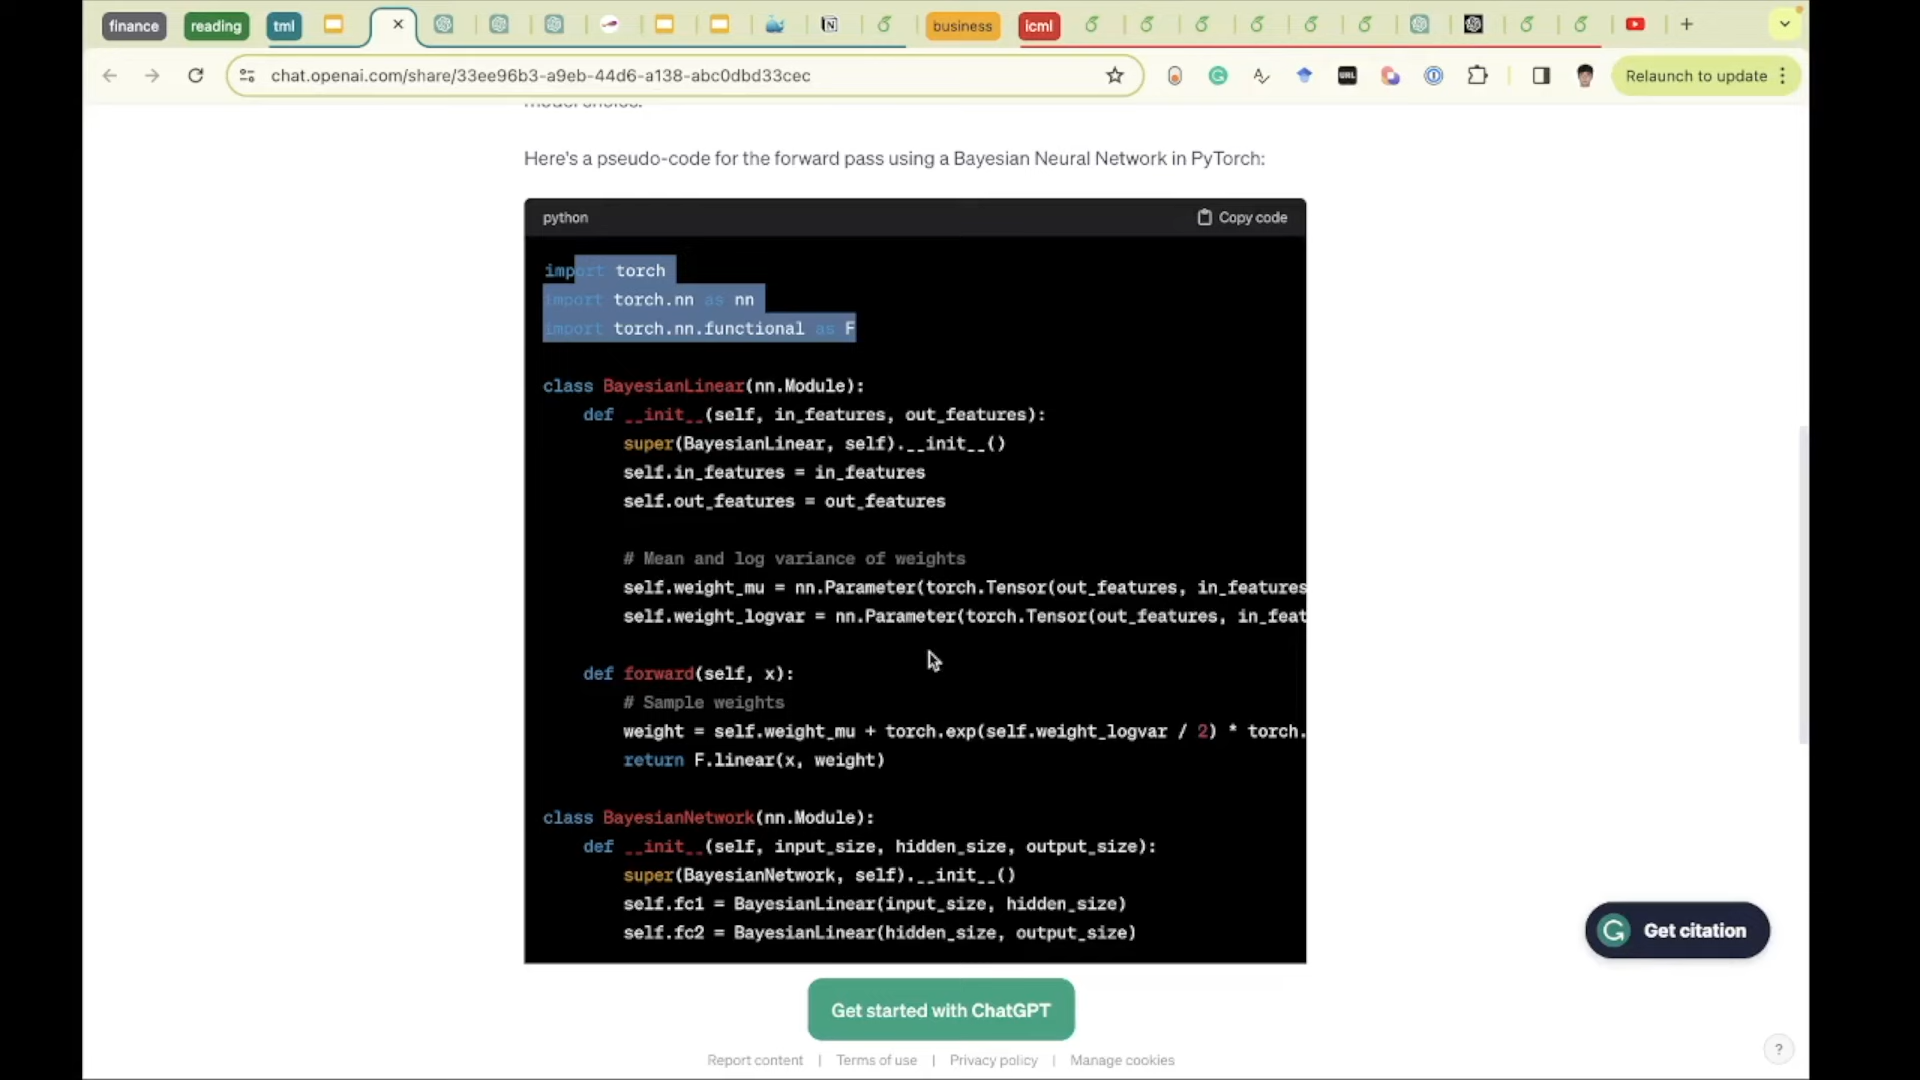 finance
reading
tml
business
icml
chat.openai.com/share/33ee96b3-a9eb-44d6-a138-abc0dbd33cec
URL
Relaunch to update
model choice.
Here's a pseudo-code for the forward pass using a Bayesian Neural Network in PyTorch:
python
Copy code
import torch
import torch.nn as nn
import torch.nn.functional as F
class BayesianLinear(nn.Module):
def __init__(self, in_features, out_features):
super(BayesianLinear, self).__init__()
self.in_features = in_features
self.out_features = out_features
# Mean and log variance of weights
self.weight_mu = nn.Parameter(torch.Tensor(out_features, in_features
self.weight_logvar = nn.Parameter(torch.Tensor(out_features, in_feat
def forward(self, x):
# Sample weights
weight = self.weight_mu + torch.exp(self.weight_logvar / 2) * torch.
return F.linear(x, weight)
class BayesianNetwork(nn.Module):
def __init__(self, input_size, hidden_size, output_size):
super(BayesianNetwork, self).__init__()
self.fc1 = BayesianLinear(input_size, hidden_size)
self.fc2 = BayesianLinear(hidden_size, output_size)
Get citation
Get started with ChatGPT
Report content | Terms of use | Privacy policy | Manage cookies
?